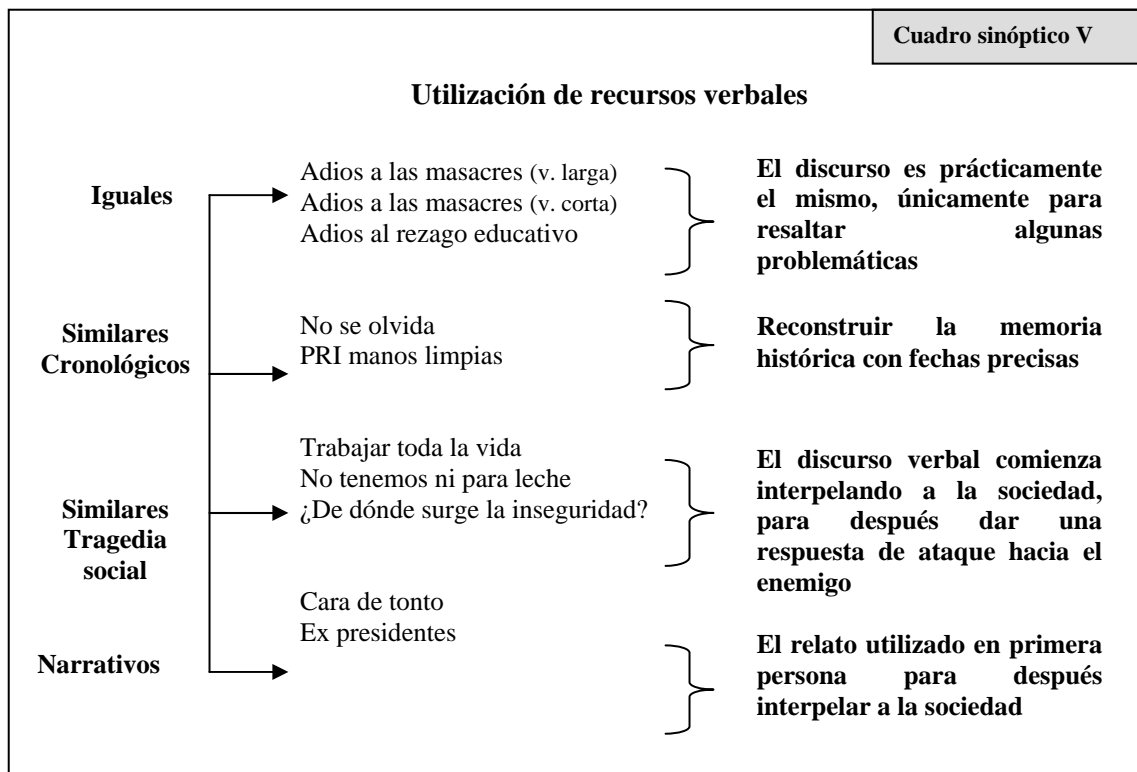 Cuadro sinóptico V
Utilización de recursos verbales
Iguales
Adios a las masacres (v. larga)
Adios a las masacres (v. corta)
Adios al rezago educativo
El discurso es prácticamente
el mismo, únicamente para
resaltar algunas
problemáticas
Similares
Cronológicos
No se olvida
PRI manos limpias
Reconstruir la memoria
histórica con fechas precisas
Similares
Tragedia
social
Trabajar toda la vida
No tenemos ni para leche
¿De dónde surge la inseguridad?
El discurso verbal comienza
interpelando a la sociedad,
para después dar una
respuesta de ataque hacia el
enemigo
Narrativos
Cara de tonto
Ex presidentes
El relato utilizado en primera
persona para después
interpelar a la sociedad